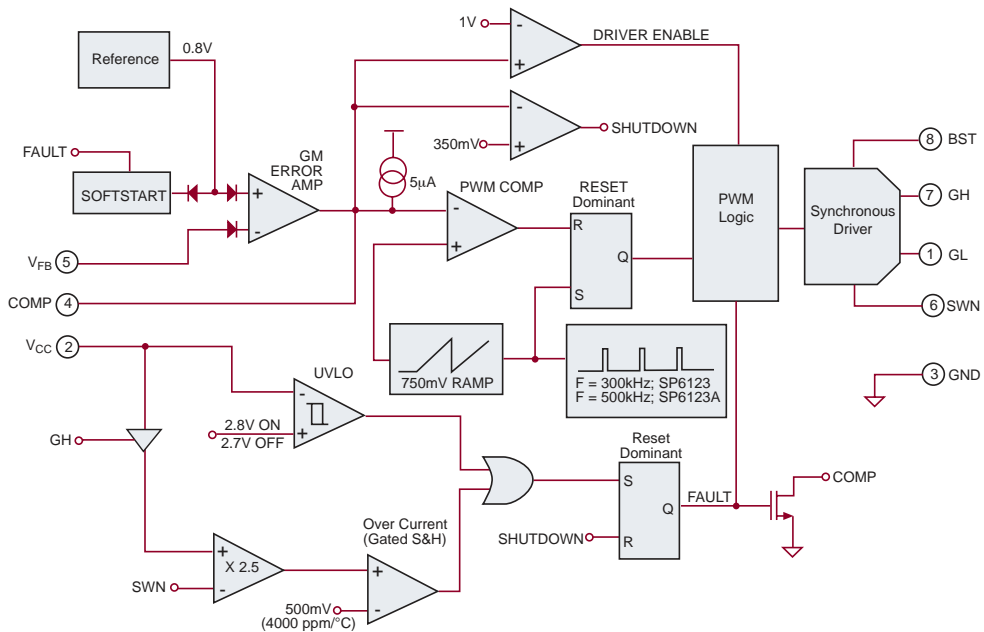 1V
-
+
DRIVER ENABLE
Reference
0.8V
-
+
350mV
SHUTDOWN
FAULT
SOFTSTART
GM
ERROR
AMP
+
-
5μA
PWM COMP
-
+
RESET
Dominant
R
S
Q
PWM
Logic
Synchronous
Driver
8 BST
7 GH
1 GL
6 SWN
3 GND
VFB 5
COMP 4
VCC 2
750mV RAMP
F = 300kHz; SP6123
F = 500kHz; SP6123A
UVLO
-
+
2.8V ON
2.7V OFF
GH
Reset
Dominant
S
R
Q
FAULT
COMP
SHUTDOWN
Over Current
(Gated S&H)
+
-
X 2.5
SWN
+
-
500mV
(4000 ppm/°C)